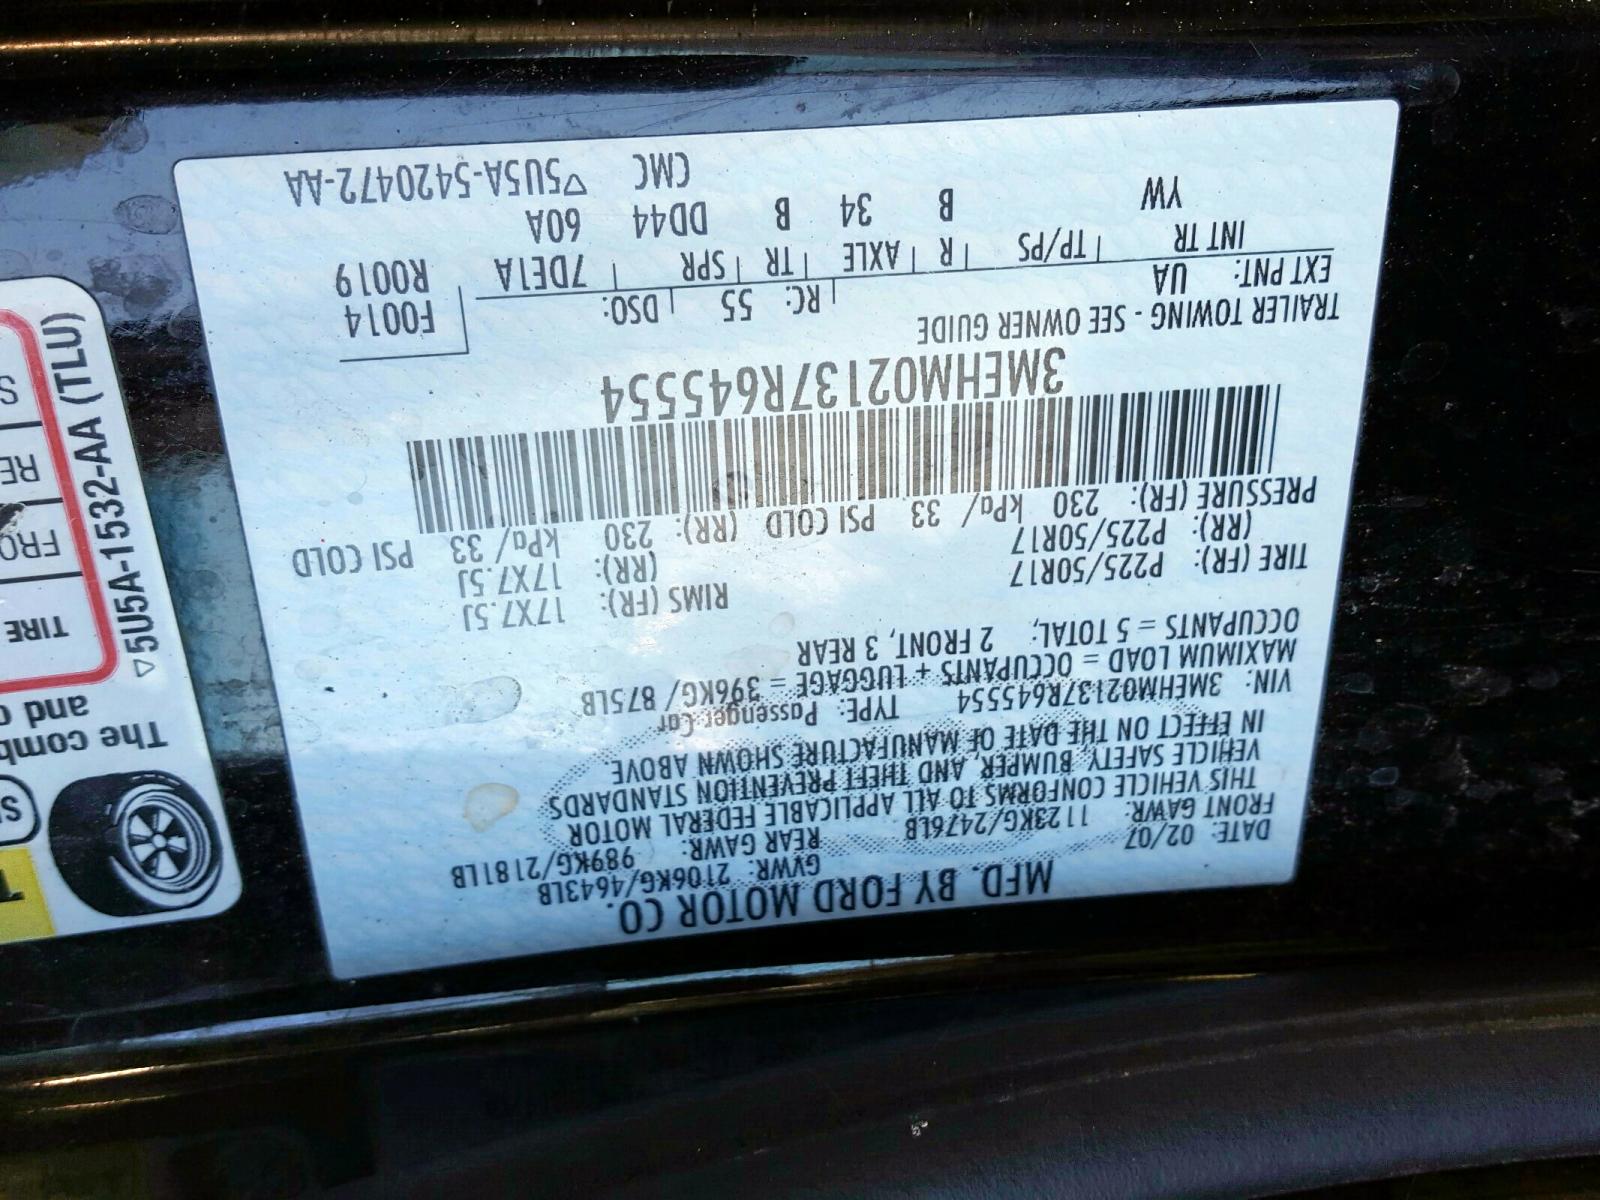 MFD. BY FORD MOTOR CO.
DATE: 02/07 GVWR: 2106KG/4643LB
FRONT GAWR: 1123KG/2476LB REAR GAWR: 989KG/2181LB
THIS VEHICLE CONFORMS TO ALL APPLICABLE FEDERAL MOTOR
VEHICLE SAFETY, BUMPER, AND THEFT PREVENTION STANDARDS
IN EFFECT ON THE DATE OF MANUFACTURE SHOWN ABOVE
VIN: 3MEHM02137R645554 TYPE: Passenger Car
MAXIMUM LOAD = OCCUPANTS + LUGGAGE = 396KG/ 875LB
OCCUPANTS = 5 TOTAL; 2 FRONT, 3 REAR
TIRE (FR): P225/50R17 RIMS (FR): 17X7.5J
(RR): P225/50R17 (RR): 17X7.5J
PRESSURE (FR): 230 kPa/ 33 PSI COLD (RR): 230 kPa/ 33 PSI COLD
3MEHM02137R645554
TRAILER TOWING - SEE OWNER GUIDE
F0014
EXT PNT: UA RC: 55 DSO:
R0019
INT TR TP/PS R AXLE TR SPR 7DE1A
YW B 34 B DD44 60A
CMC ▽5U5A-5420472-AA
The comb
and
TIRE
FRO
RE
S
▽5U5A-1532-AA (TLU)